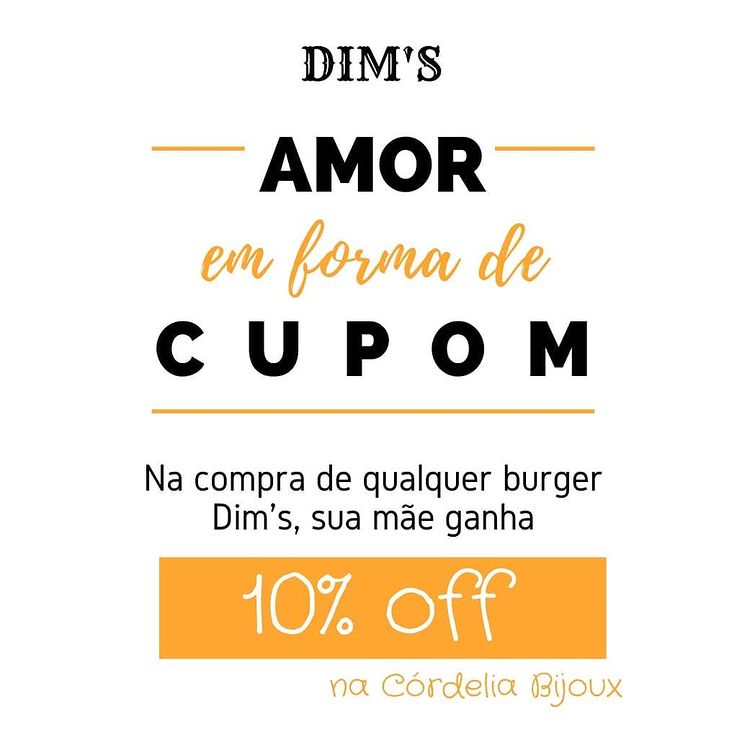 DIM'S
AMOR
em forma de
CUPOM
Na compra de qualquer burger
Dim's, sua mãe ganha
10% off
na Córdelia Bijoux